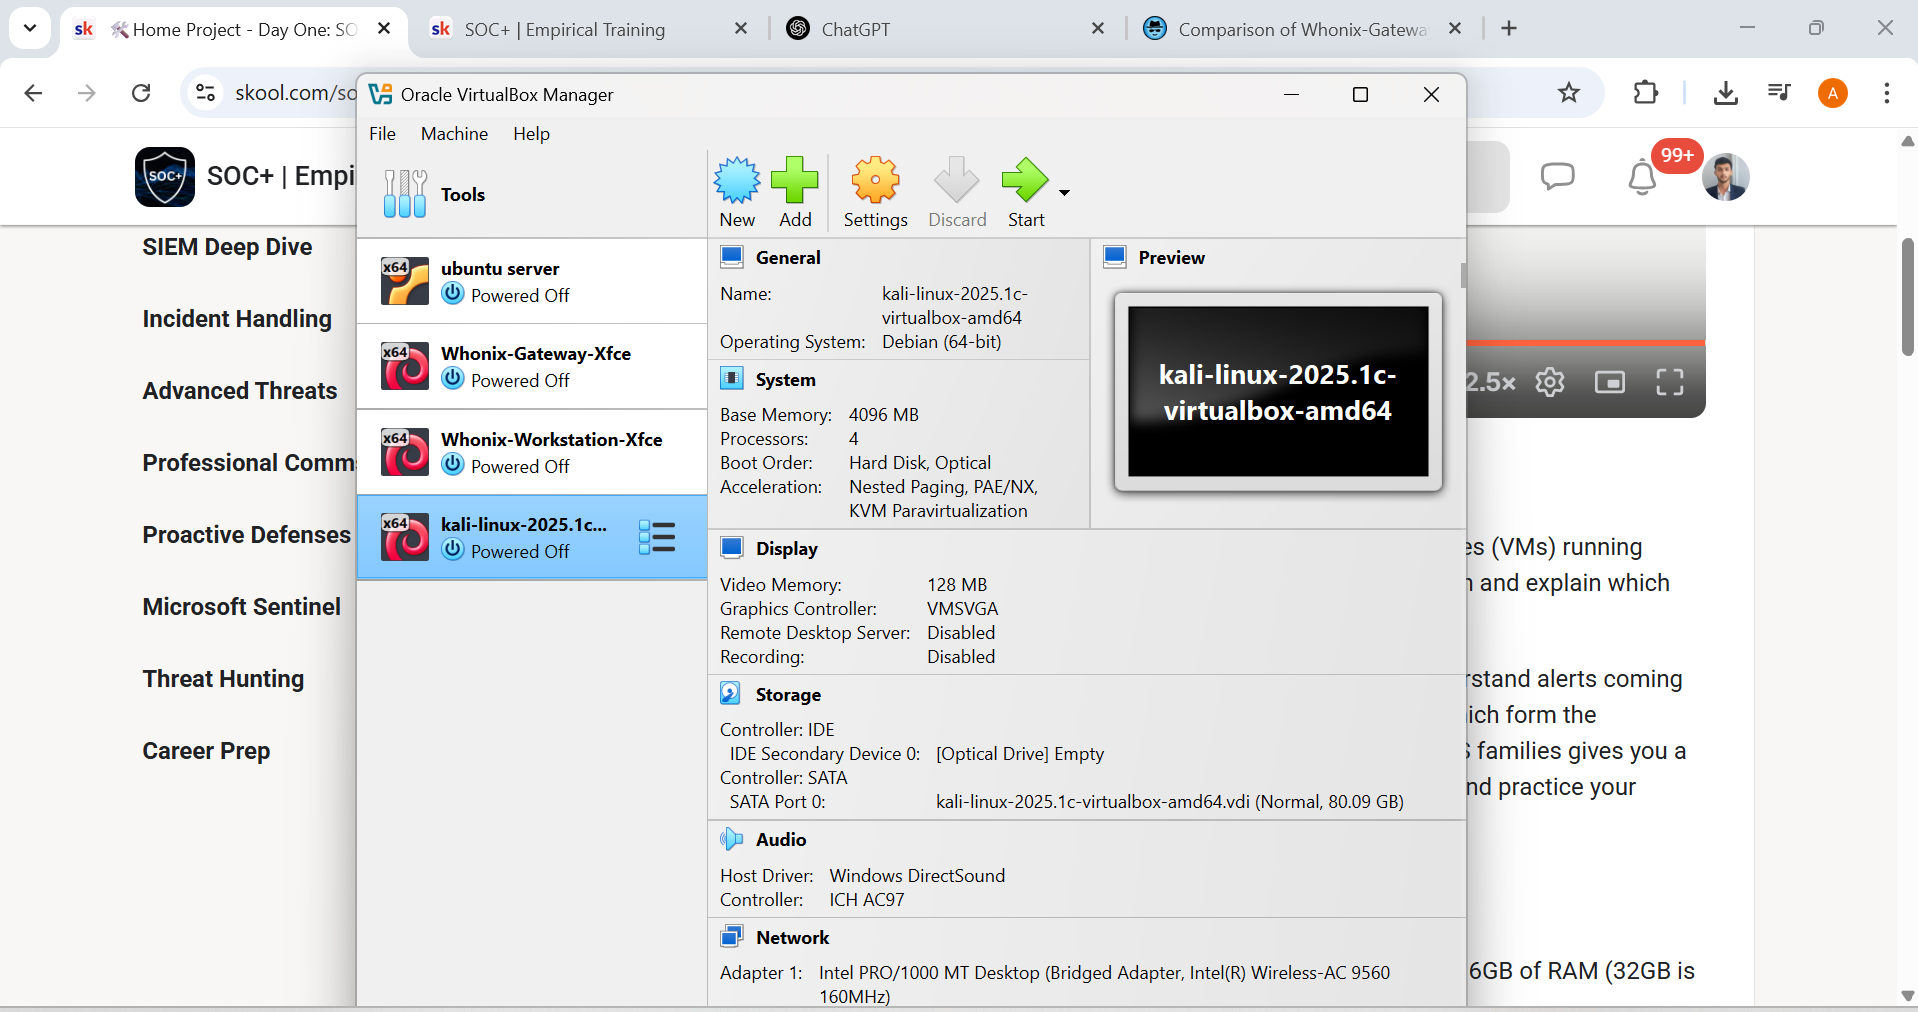 🛠Home Project - Day One: SO
SOC+ | Empirical Training
ChatGPT
Comparison of Whonix-Gatewa
skool.com/so
A
SOC+
SOC+ | Empi
99+
SIEM Deep Dive
Incident Handling
Advanced Threats
Professional Comm
Proactive Defenses
Microsoft Sentinel
Threat Hunting
Career Prep
Oracle VirtualBox Manager
File Machine Help
Tools
New Add Settings Discard Start
x64 ubuntu server
Powered Off
x64 Whonix-Gateway-Xfce
Powered Off
x64 Whonix-Workstation-Xfce
Powered Off
x64 kali-linux-2025.1c...
Powered Off
General
Name: kali-linux-2025.1c-
virtualbox-amd64
Operating System: Debian (64-bit)
System
Base Memory: 4096 MB
Processors: 4
Boot Order: Hard Disk, Optical
Acceleration: Nested Paging, PAE/NX,
KVM Paravirtualization
Preview
kali-linux-2025.1c-
virtualbox-amd64
Display
Video Memory: 128 MB
Graphics Controller: VMSVGA
Remote Desktop Server: Disabled
Recording: Disabled
Storage
Controller: IDE
IDE Secondary Device 0: [Optical Drive] Empty
Controller: SATA
SATA Port 0: kali-linux-2025.1c-virtualbox-amd64.vdi (Normal, 80.09 GB)
Audio
Host Driver: Windows DirectSound
Controller: ICH AC97
Network
Adapter 1: Intel PRO/1000 MT Desktop (Bridged Adapter, Intel(R) Wireless-AC 9560
160MHz)
2.5×
es (VMs) running
and explain which
rstand alerts coming
ich form the
S families gives you a
nd practice your
6GB of RAM (32GB is